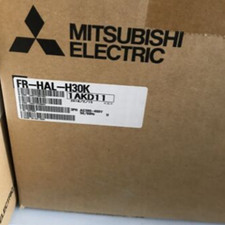 MITSUBISHI
ELECTRIC
FR-HAL-H30K
1AKD11